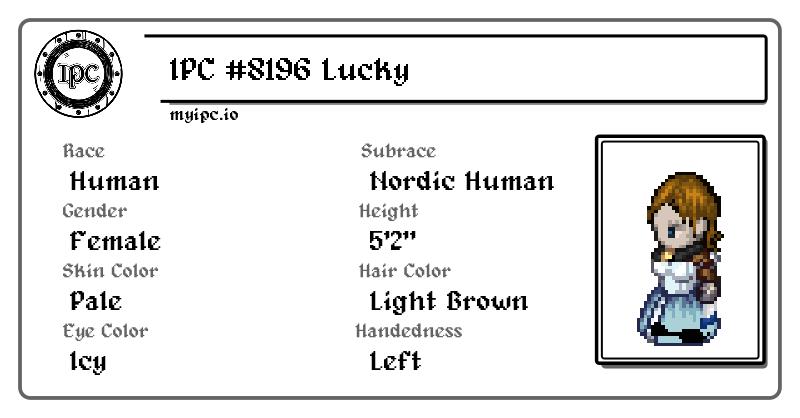 IPC
IPC #8196 Lucky
myipc.io
Race
Human
Subrace
Nordic Human
Gender
Female
Height
5'2"
Skin Color
Pale
Hair Color
Light Brown
Eye Color
Icy
Handedness
Left